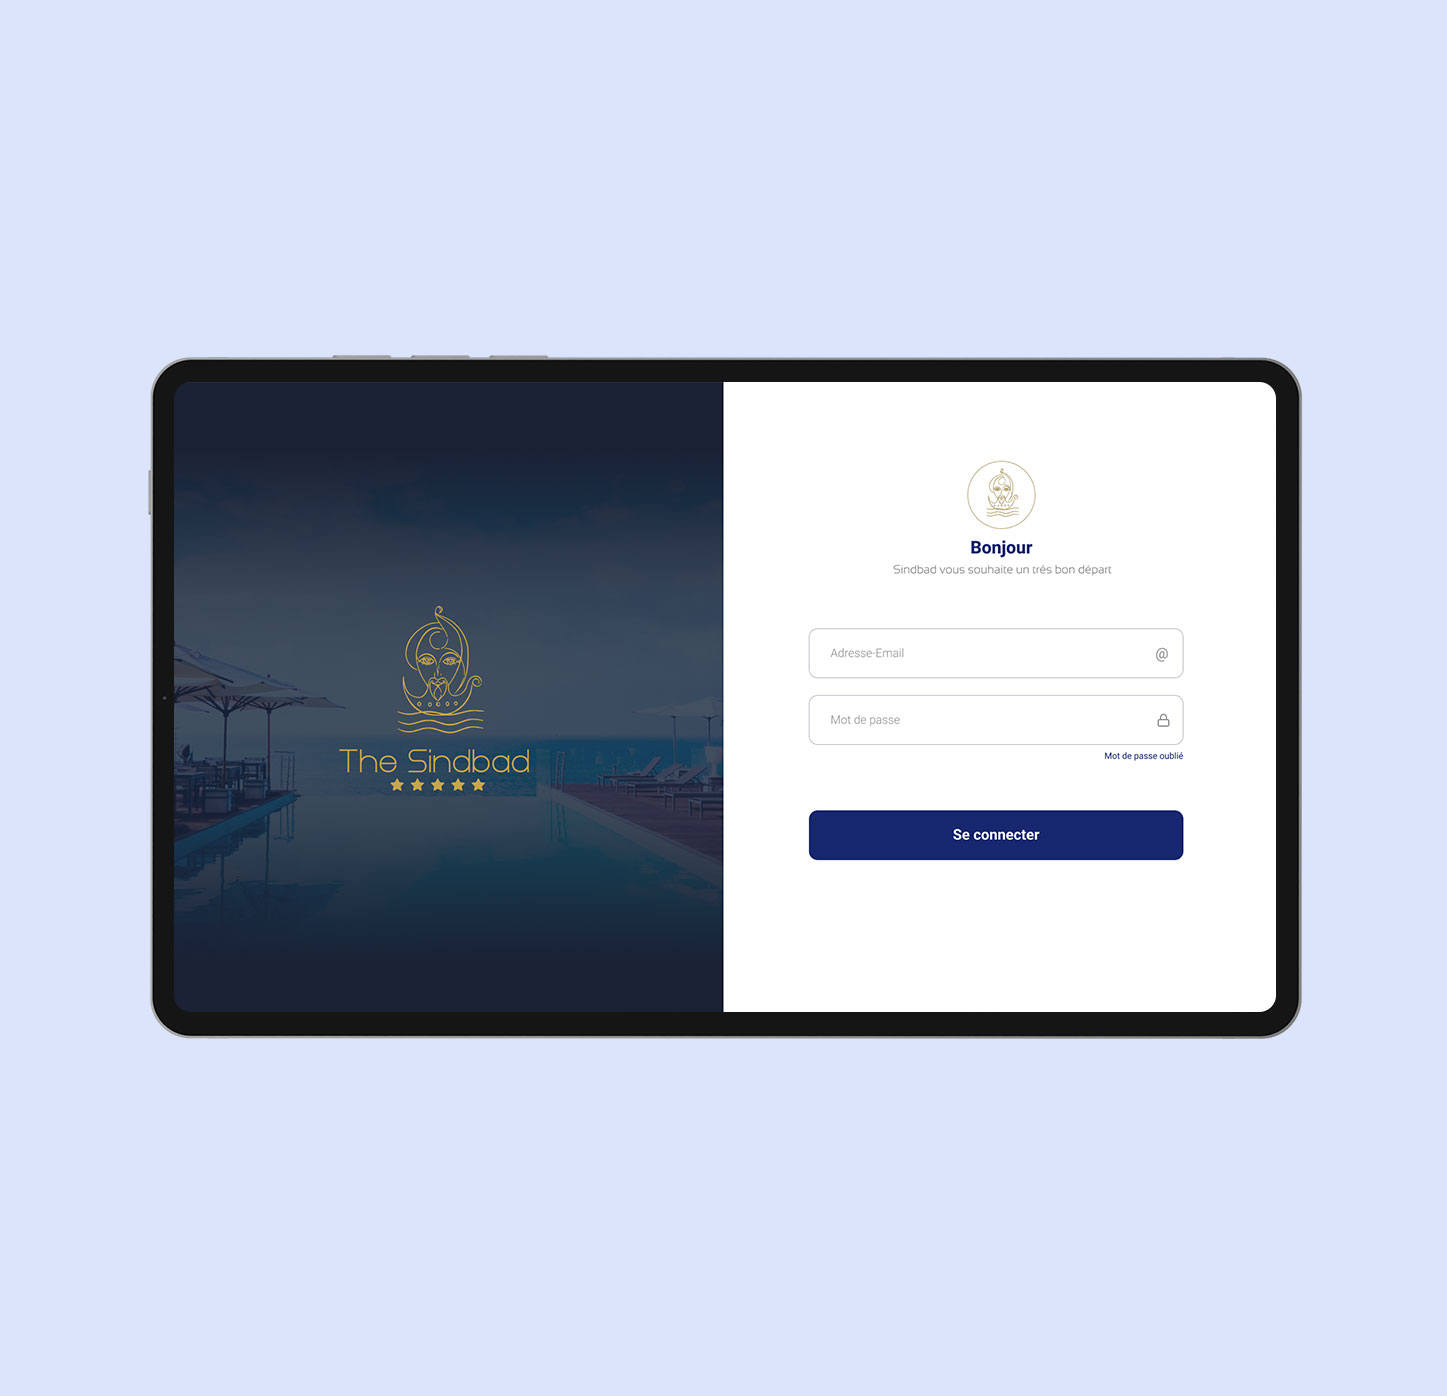 The Sindbad
Bonjour
Sindbad vous souhaite un trés bon départ
Adresse-Email
@
Mot de passe
Mot de passe oublié
Se connecter